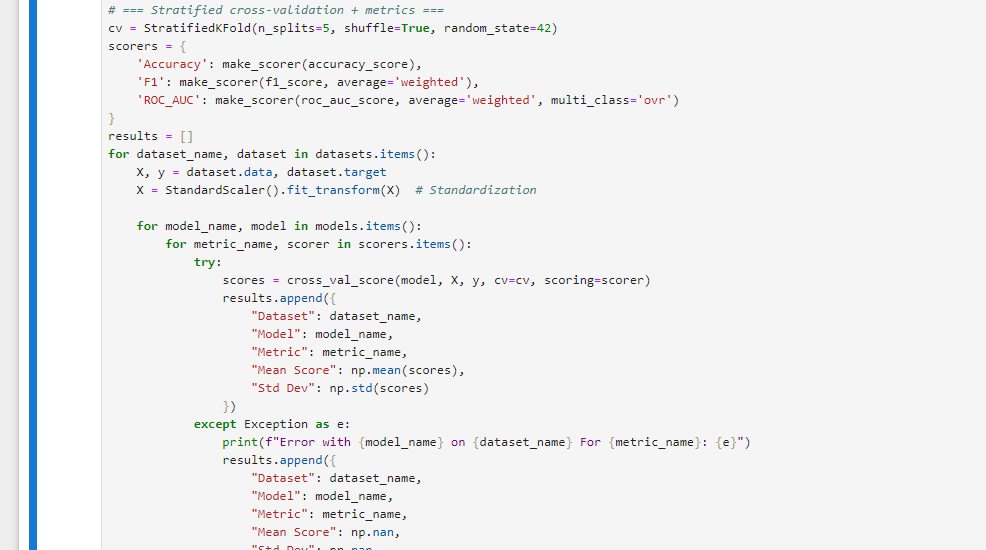 # === Stratified cross-validation + metrics ===
cv = StratifiedKFold(n_splits=5, shuffle=True, random_state=42)
scorers = {
    'Accuracy': make_scorer(accuracy_score),
    'F1': make_scorer(f1_score, average='weighted'),
    'ROC_AUC': make_scorer(roc_auc_score, average='weighted', multi_class='ovr')
}
results = []
for dataset_name, dataset in datasets.items():
    X, y = dataset.data, dataset.target
    X = StandardScaler().fit_transform(X)  # Standardization

    for model_name, model in models.items():
        for metric_name, scorer in scorers.items():
            try:
                scores = cross_val_score(model, X, y, cv=cv, scoring=scorer)
                results.append({
                    "Dataset": dataset_name,
                    "Model": model_name,
                    "Metric": metric_name,
                    "Mean Score": np.mean(scores),
                    "Std Dev": np.std(scores)
                })
            except Exception as e:
                print(f"Error with {model_name} on {dataset_name} For {metric_name}: {e}")
                results.append({
                    "Dataset": dataset_name,
                    "Model": model_name,
                    "Metric": metric_name,
                    "Mean Score": np.nan,
                    "Std Dev": np.nan